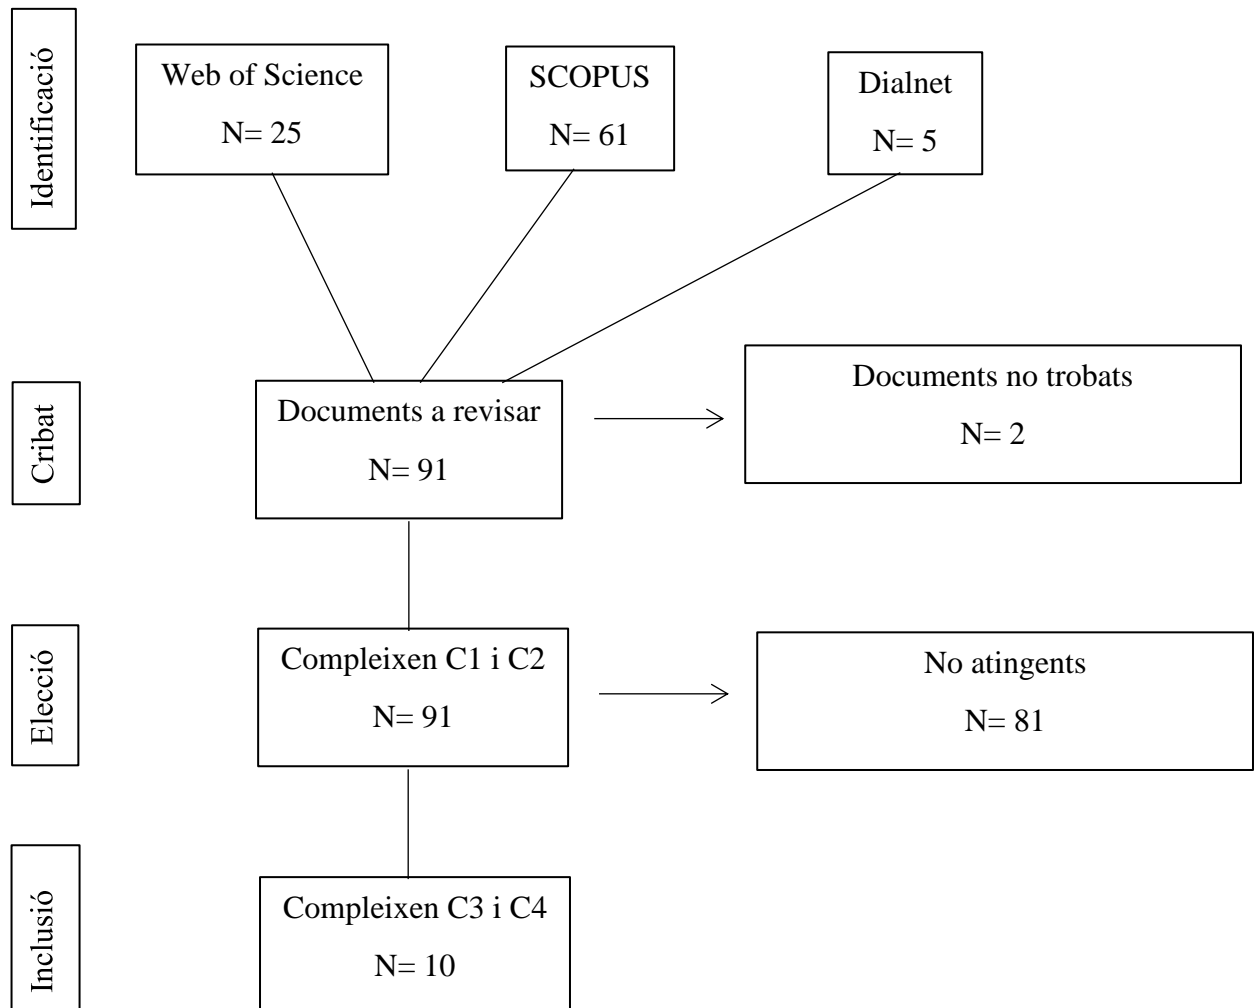 Identificació
Web of Science
N= 25
SCOPUS
N= 61
Dialnet
N= 5
Cribat
Documents a revisar
N= 91
Documents no trobats
N= 2
Elecció
Compleixen C1 i C2
N= 91
No atingents
N= 81
Inclusió
Compleixen C3 i C4
N= 10